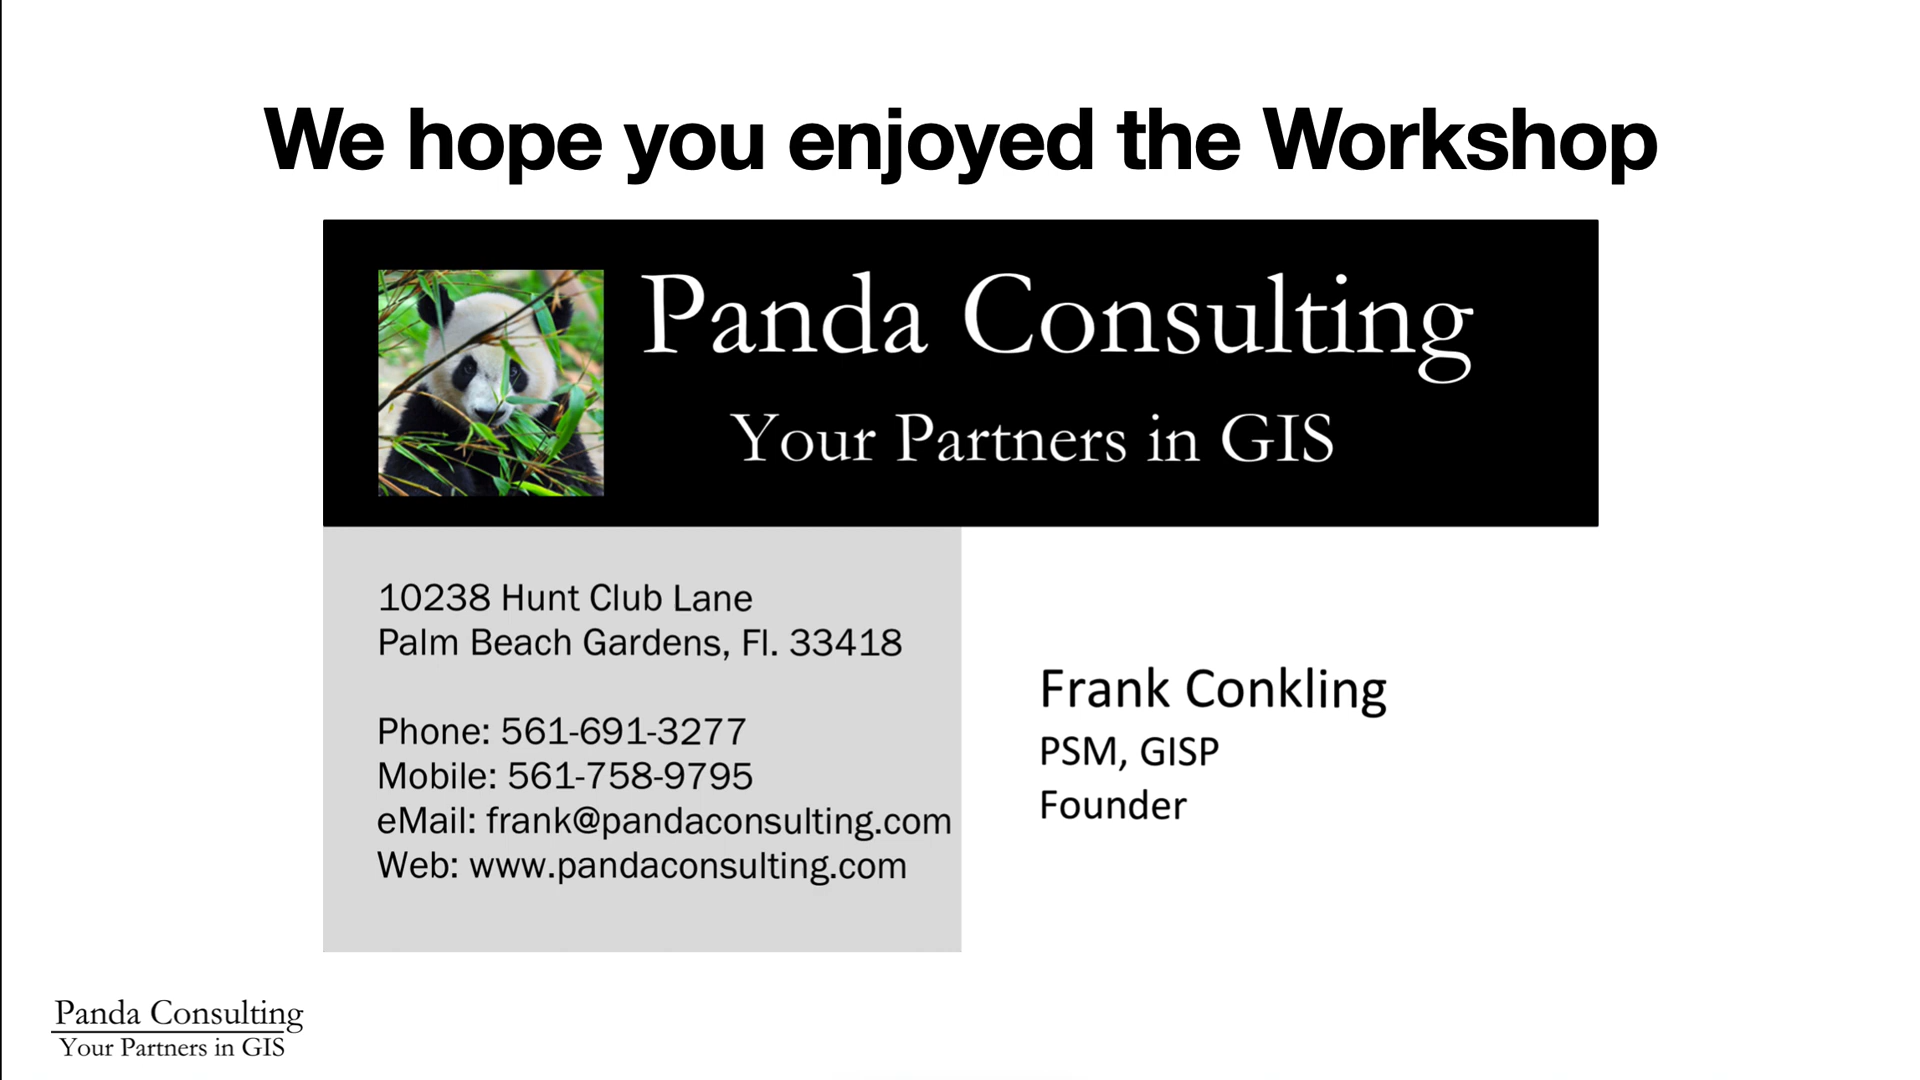 We hope you enjoyed the Workshop
Panda Consulting
Your Partners in GIS
10238 Hunt Club Lane
Palm Beach Gardens, Fl. 33418
Phone: 561-691-3277
Mobile: 561-758-9795
eMail: frank@pandaconsulting.com
Web: www.pandaconsulting.com
Frank Conkling
PSM, GISP
Founder
Panda Consulting
Your Partners in GIS